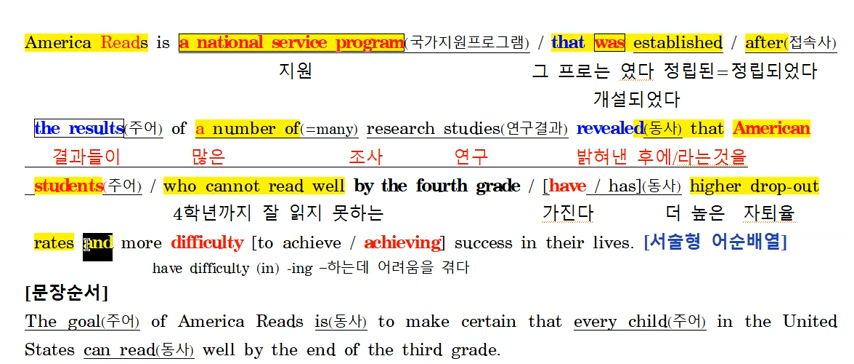 America Reads is a national service program(국가지원프로그램) / that was established / after(접속사)
지원 그 프로는 였다 정립된=정립되었다
개설되었다
the results(주어) of a number of(=many) research studies(연구결과) revealed(동사) that American
결과들이 많은 조사 연구 밝혀낸 후에/라는것을
students(주어) / who cannot read well by the fourth grade / [have / has](동사) higher drop-out
4학년까지 잘 읽지 못하는 가진다 더 높은 자퇴율
rates and more difficulty [to achieve / achieving] success in their lives. [서술형 어순배열]
have difficulty (in) -ing –하는데 어려움을 겪다
[문장순서]
The goal(주어) of America Reads is(동사) to make certain that every child(주어) in the United
States can read(동사) well by the end of the third grade.